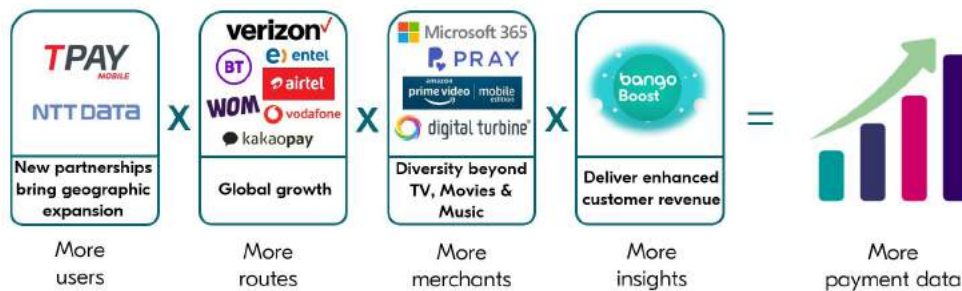 TPAY
MOBILE
NTT DATA
New partnerships
bring geographic
expansion
More
users
X
verizon
BT
entel
airtel
WOM
vodafone
kakaopay
Global growth
More
routes
X
Microsoft 365
PRAY
amazon
prime video | mobile
edition
digital turbine
Diversity beyond
TV, Movies &
Music
More
merchants
X
bango
Boost
Deliver enhanced
customer revenue
More
insights
=
More
payment data